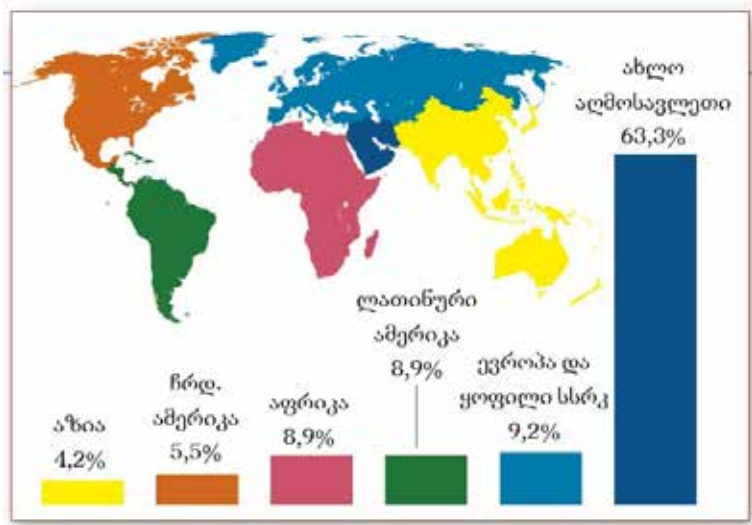 ახლო
აღმოსავლეთი
63,3%
ლათინური
ამერიკა
8,9%
ევროპა და
ყოფილი სსრკ
9,2%
ჩრდ.
ამერიკა
5,5%
აფრიკა
8,9%
აზია
4,2%